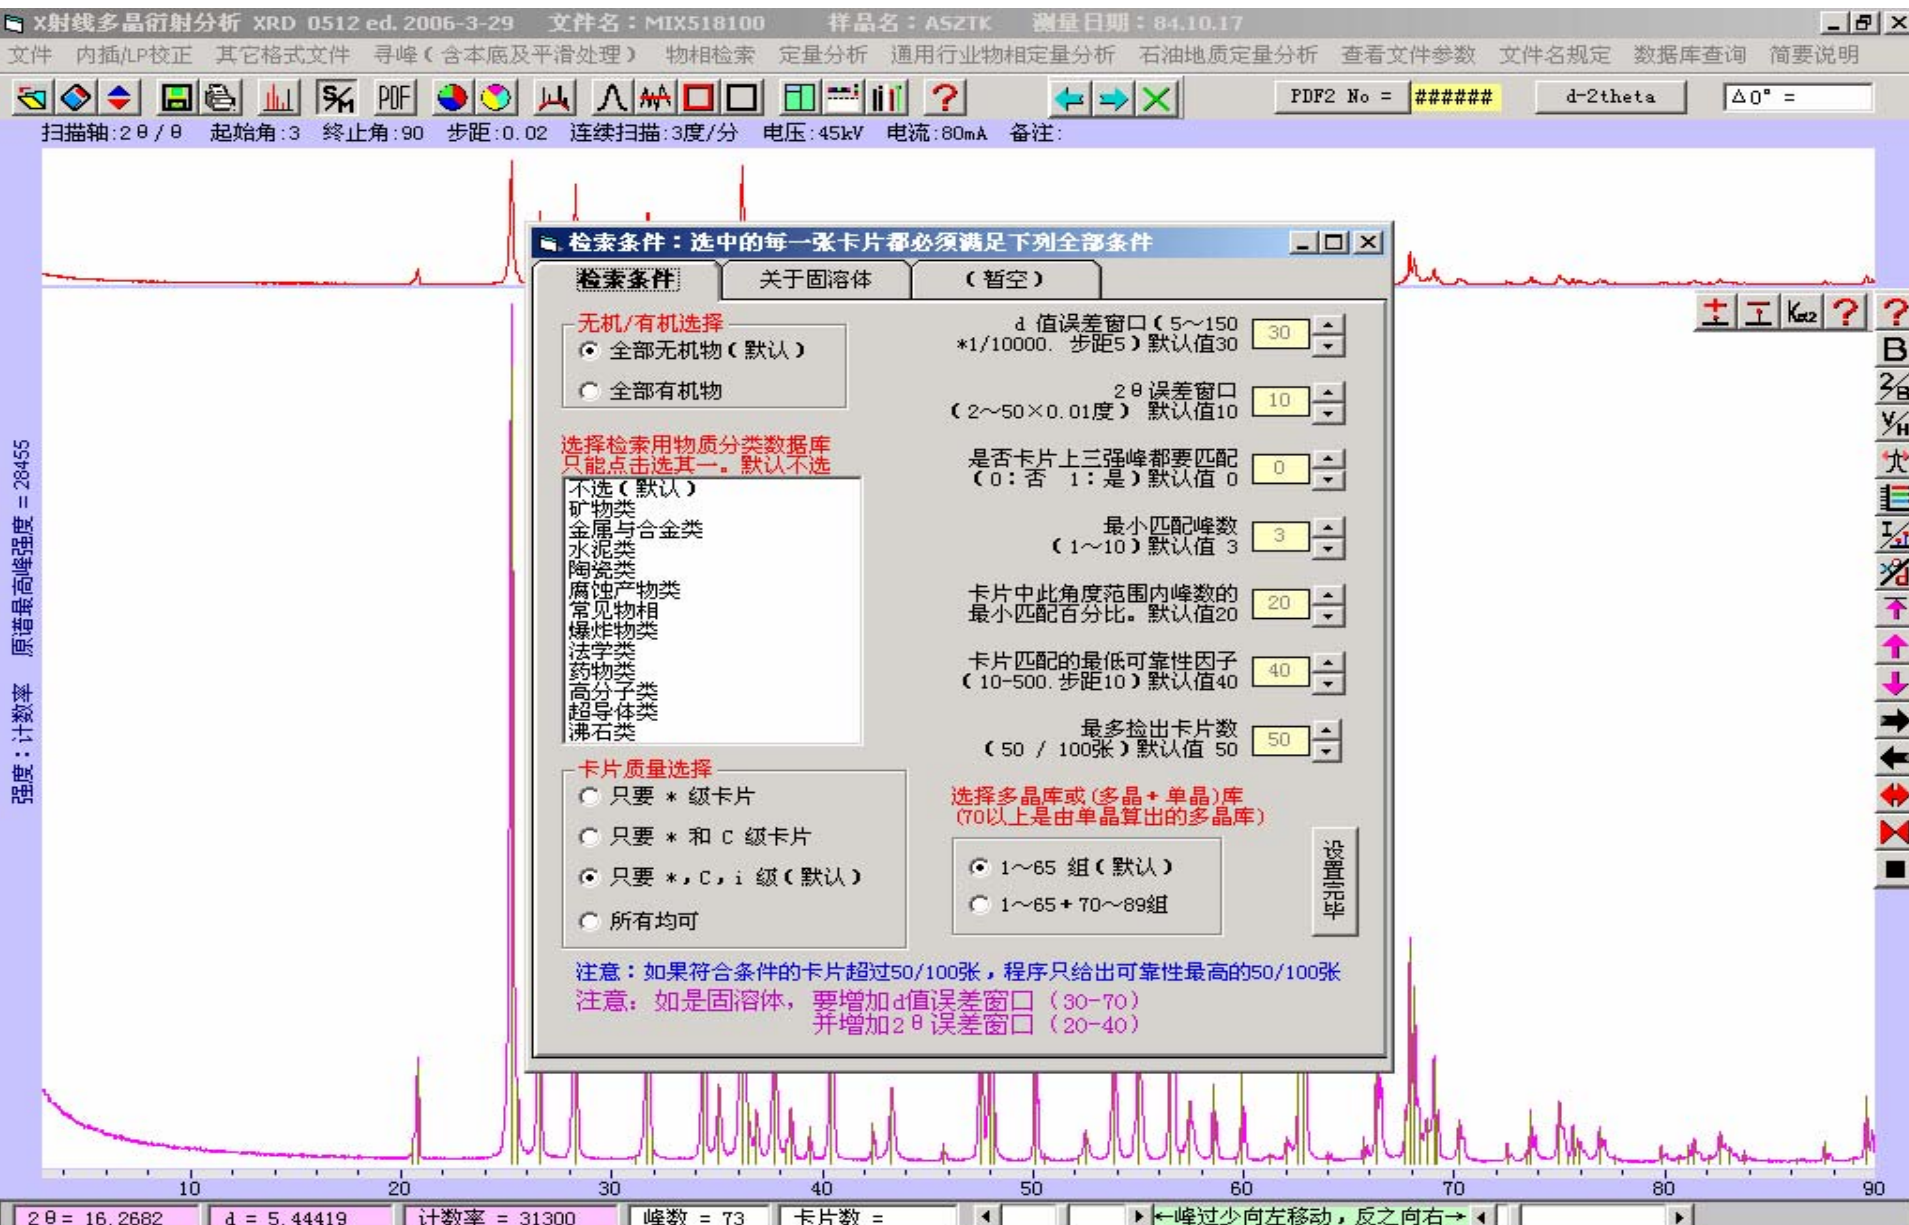 X射线多晶衍射分析 XRD 0512 ed. 2006-3-29 文件名：MIX518100 样品名：ASZTK 测量日期：84.10.17
文件 内插/LP校正 其它格式文件 寻峰（含本底及平滑处理） 物相检索 定量分析 通用行业物相定量分析 石油地质定量分析 查看文件参数 文件名规定 数据库查询 简要说明
S/M PDF ? PDF2 No = ###### d-2theta Δ0° =
扫描轴:2θ/θ 起始角:3 终止角:90 步距:0.02 连续扫描:3度/分 电压:45kV 电流:80mA 备注:
检索条件：选中的每一张卡片都必须满足下列全部条件
检索条件 关于固溶体 （暂空）
无机/有机选择
全部无机物（默认）
全部有机物
选择检索用物质分类数据库
只能点击选其一。默认不选
不选（默认）
矿物类
金属与合金类
水泥类
陶瓷类
腐蚀产物类
常见物相
爆炸物类
法学类
药物类
高分子类
超导体类
沸石类
卡片质量选择
只要 * 级卡片
只要 * 和 C 级卡片
只要 *，C，i 级（默认）
所有均可
d 值误差窗口（5～150
*1/10000. 步距5）默认值30
30
2θ误差窗口
（2～50×0.01度） 默认值10
10
是否卡片上三强峰都要匹配
（0：否 1：是）默认值 0
0
最小匹配峰数
（1～10）默认值 3
3
卡片中此角度范围内峰数的
最小匹配百分比。默认值20
20
卡片匹配的最低可靠性因子
（10-500. 步距10）默认值40
40
最多检出卡片数
（50 / 100张）默认值 50
50
选择多晶库或(多晶+单晶)库
(70以上是由单晶算出的多晶库)
1～65 组（默认）
1～65+70～89组
设置完毕
注意：如果符合条件的卡片超过50/100张，程序只给出可靠性最高的50/100张
注意：如是固溶体，要增加d值误差窗口（30-70）
并增加2θ误差窗口（20-40）
Kα2 ? ?
B
2/B
Y/H
强度：计数率 原谱最高峰强度 = 28455
10 20 30 40 50 60 70 80 90
2θ= 16.2682 d = 5.44419 计数率 = 31300 峰数 = 73 卡片数 = ←峰过少向左移动，反之向右→